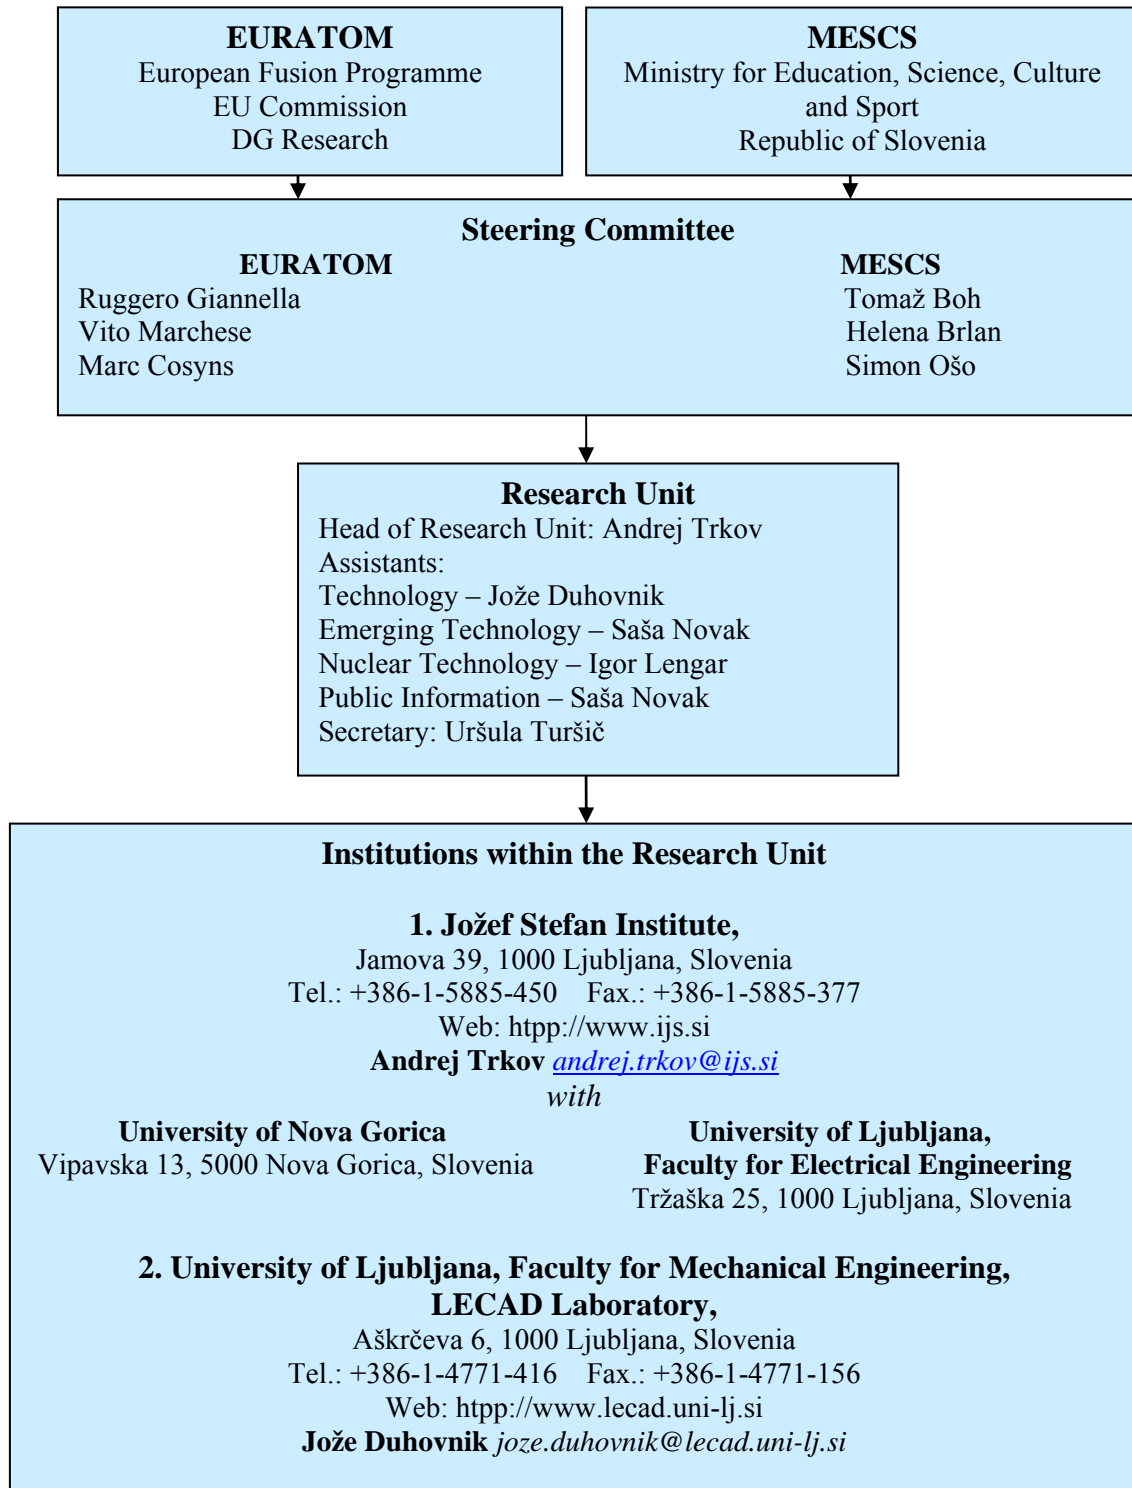 EURATOM
European Fusion Programme
EU Commission
DG Research
MESCS
Ministry for Education, Science, Culture
and Sport
Republic of Slovenia
Steering Committee
EURATOM
Ruggero Giannella
Vito Marchese
Marc Cosyns
MESCS
Tomaž Boh
Helena Brlan
Simon Ošo
Research Unit
Head of Research Unit: Andrej Trkov
Assistants:
Technology – Jože Duhovnik
Emerging Technology – Saša Novak
Nuclear Technology – Igor Lengar
Public Information – Saša Novak
Secretary: Uršula Turšič
Institutions within the Research Unit
1. Jožef Stefan Institute,
Jamova 39, 1000 Ljubljana, Slovenia
Tel.: +386-1-5885-450 Fax.: +386-1-5885-377
Web: htpp://www.ijs.si
Andrej Trkov andrej.trkov@ijs.si
with
University of Nova Gorica
Vipavska 13, 5000 Nova Gorica, Slovenia
University of Ljubljana,
Faculty for Electrical Engineering
Tržaška 25, 1000 Ljubljana, Slovenia
2. University of Ljubljana, Faculty for Mechanical Engineering,
LECAD Laboratory,
Aškrčeva 6, 1000 Ljubljana, Slovenia
Tel.: +386-1-4771-416 Fax.: +386-1-4771-156
Web: htpp://www.lecad.uni-lj.si
Jože Duhovnik joze.duhovnik@lecad.uni-lj.si